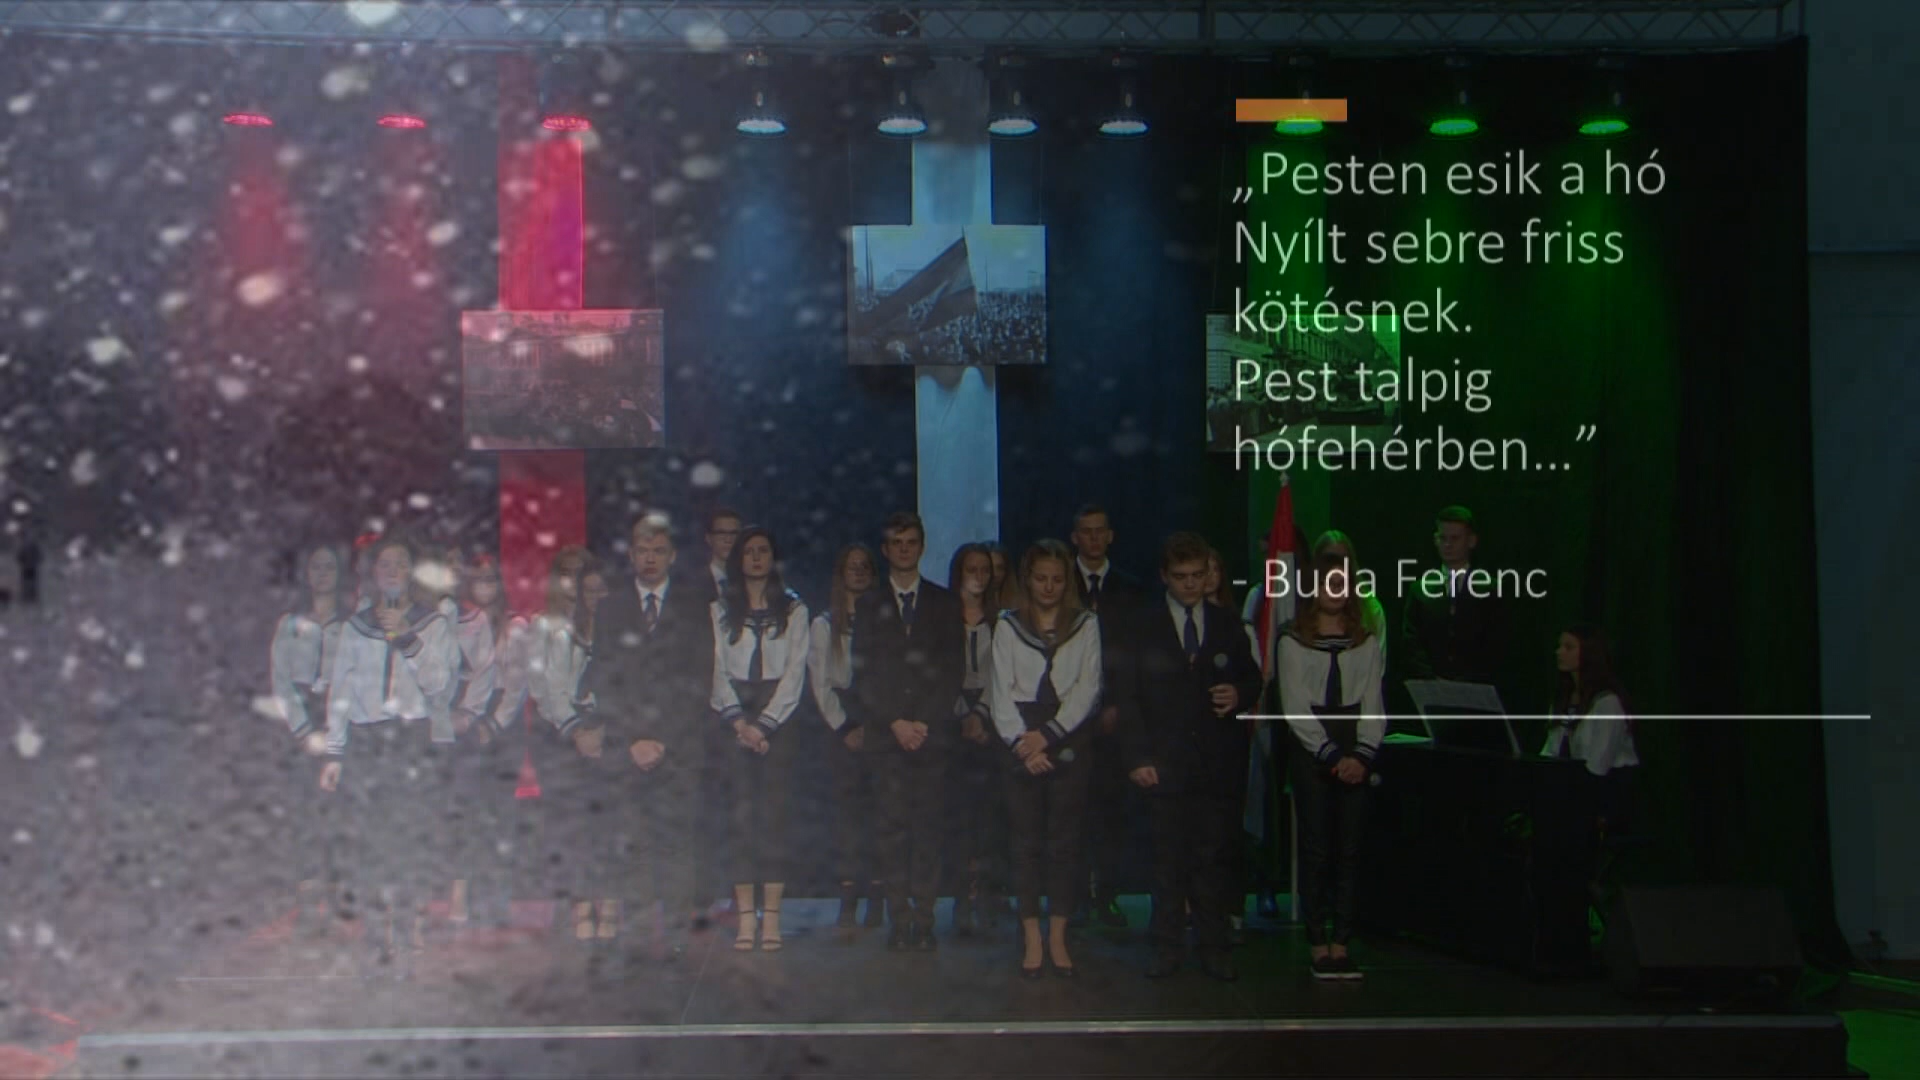 „Pesten esik a hó
Nyílt sebre friss
kötésnek.
Pest talpig
hófehérben...”
- Buda Ferenc